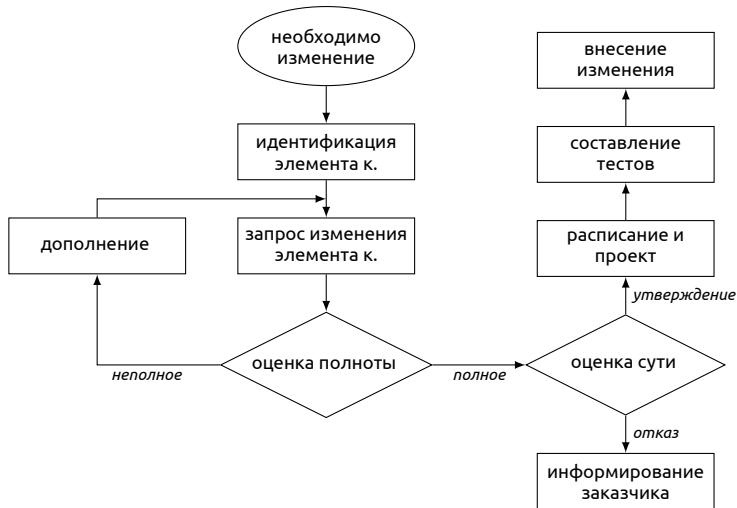 необходимо
изменение
идентификация
элемента к.
запрос изменения
элемента к.
дополнение
оценка полноты
неполное
полное
оценка сути
утверждение
расписание и
проект
составление
тестов
внесение
изменения
отказ
информирование
заказчика